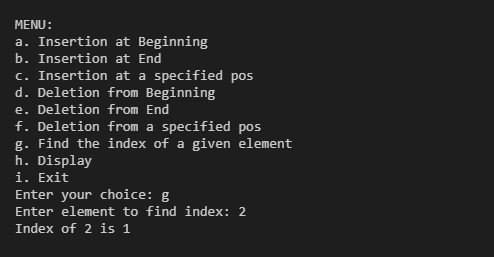 MENU:
a. Insertion at Beginning
b. Insertion at End
c. Insertion at a specified pos
d. Deletion from Beginning
e. Deletion from End
f. Deletion from a specified pos
g. Find the index of a given element
h. Display
i. Exit
Enter your choice: g
Enter element to find index: 2
Index of 2 is 1